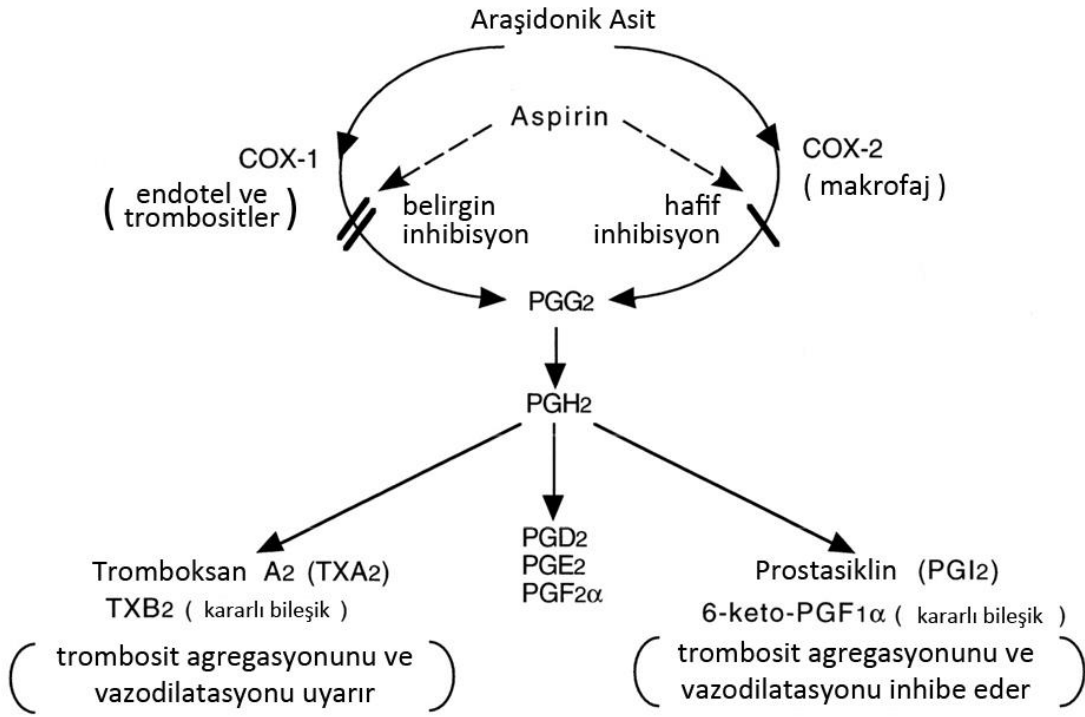 Araşidonik Asit
Aspirin
COX-1
( endotel ve
trombositler )
belirgin
inhibisyon
hafif
inhibisyon
COX-2
( makrofaj )
PGG2
PGH2
Tromboksan A2 (TXA2)
TXB2 ( kararlı bileşik )
( trombosit agregasyonunu ve
vazodilatasyonu uyarır )
PGD2
PGE2
PGF2α
Prostasiklin (PGI2)
6-keto-PGF1α ( kararlı bileşik )
( trombosit agregasyonunu ve
vazodilatasyonu inhibe eder )